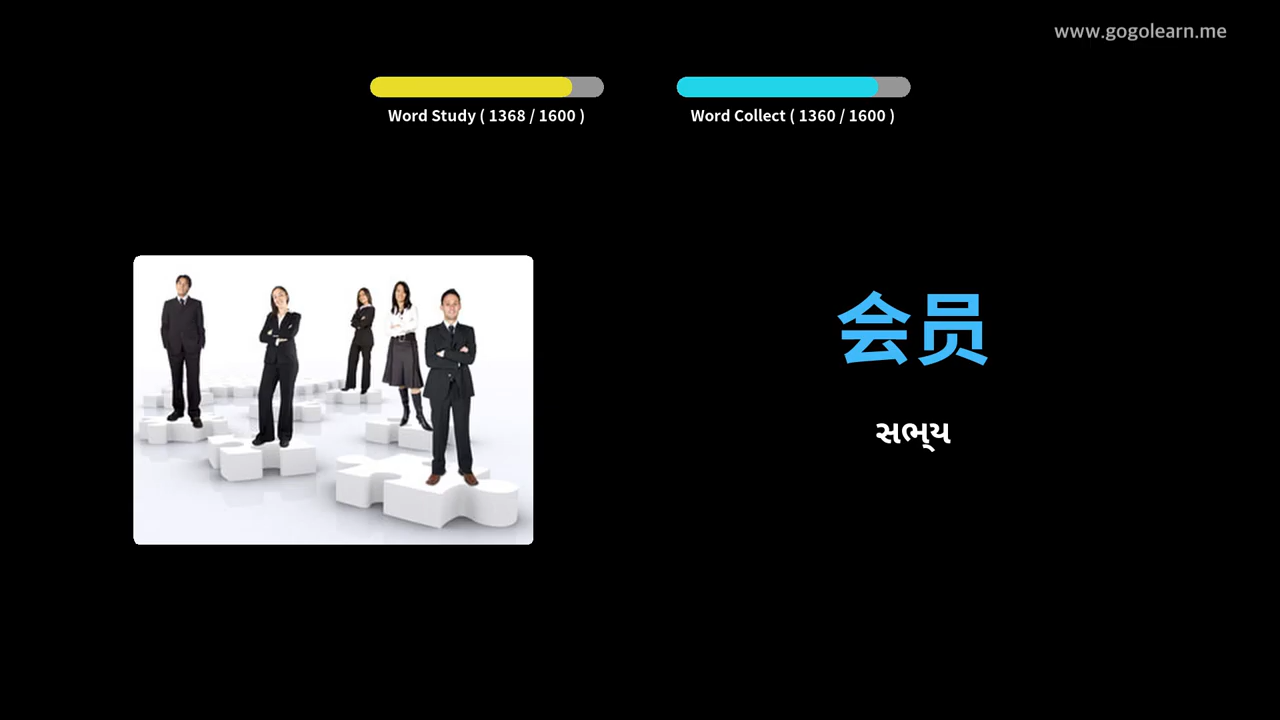 www.gogolearn.me
Word Study ( 1368 / 1600 )
Word Collect ( 1360 / 1600 )
会员
સભ્ય